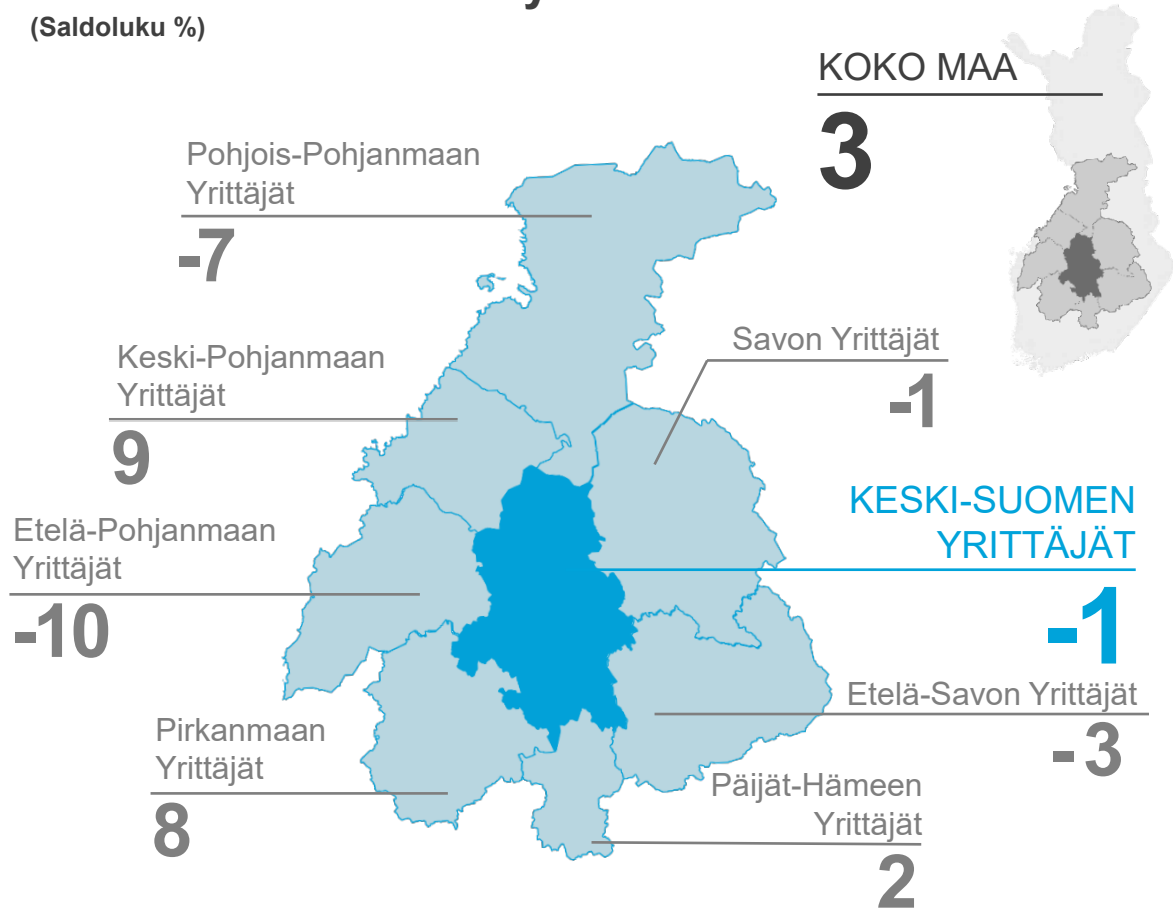 (Saldoluku %)
KOKO MAA
3
Pohjois-Pohjanmaan
Yrittäjät
-7
Keski-Pohjanmaan
Yrittäjät
9
Savon Yrittäjät
-1
KESKI-SUOMEN
YRITTÄJÄT
-1
Etelä-Pohjanmaan
Yrittäjät
-10
Etelä-Savon Yrittäjät
- 3
Pirkanmaan
Yrittäjät
8
Päijät-Hämeen
Yrittäjät
2